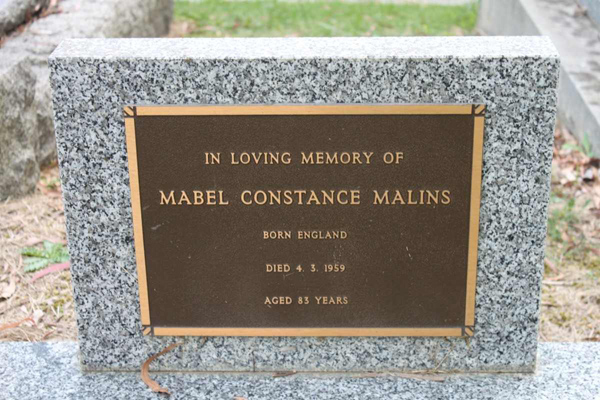 IN LOVING MEMORY OF
MABEL CONSTANCE MALINS
BORN ENGLAND
DIED 4. 3. 1959
AGED 83 YEARS